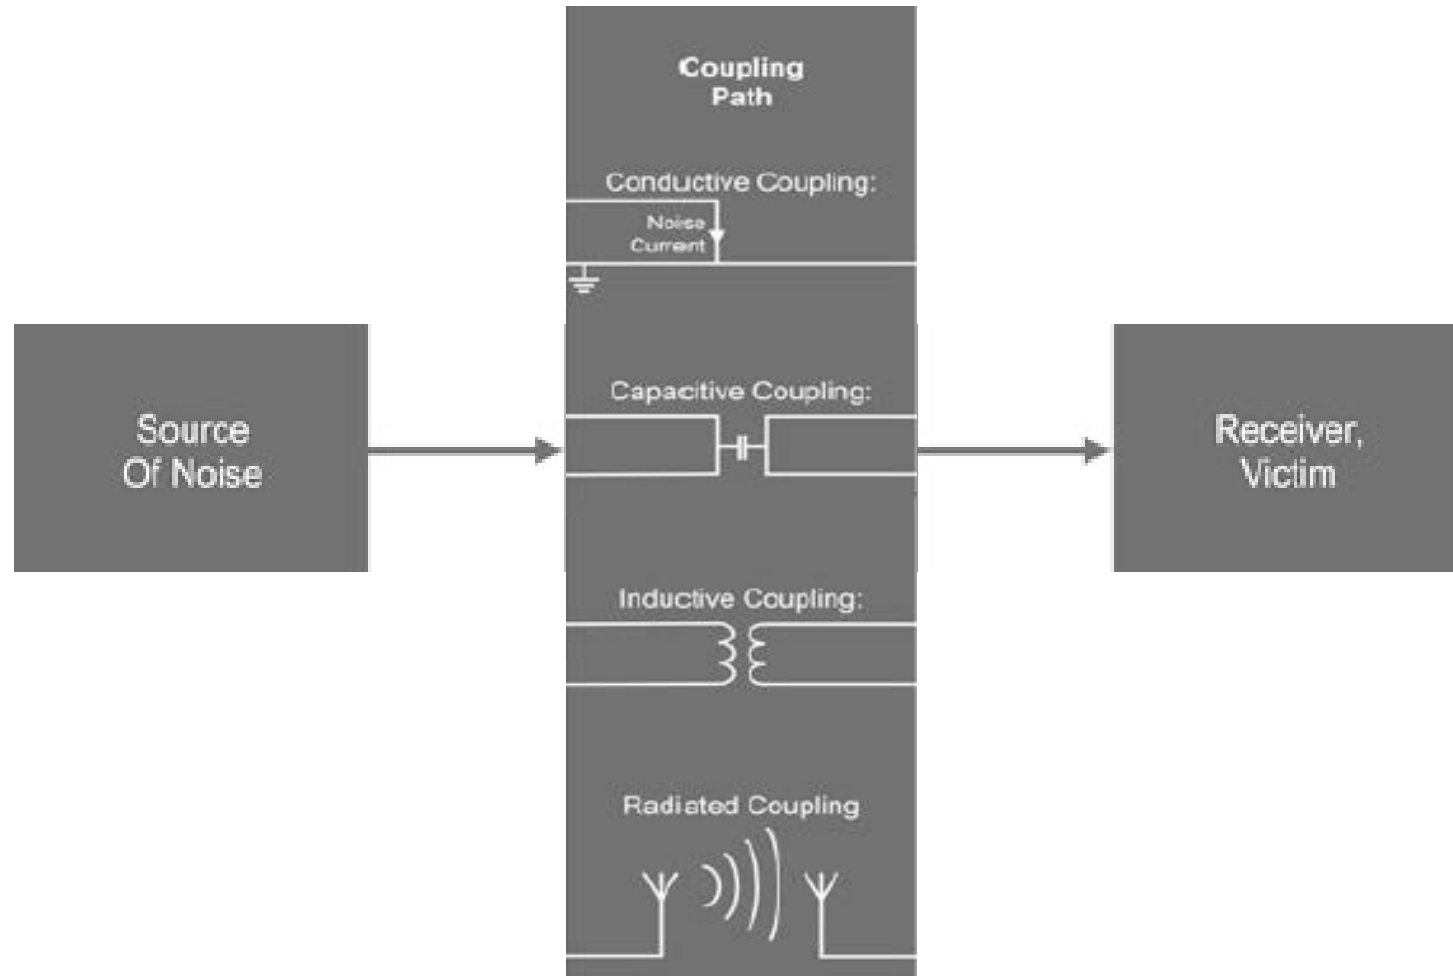 Coupling
Path
Conductive Coupling:
Noise
Current
Source
Of Noise
Capacitive Coupling:
Receiver,
Victim
Inductive Coupling:
Radiated Coupling